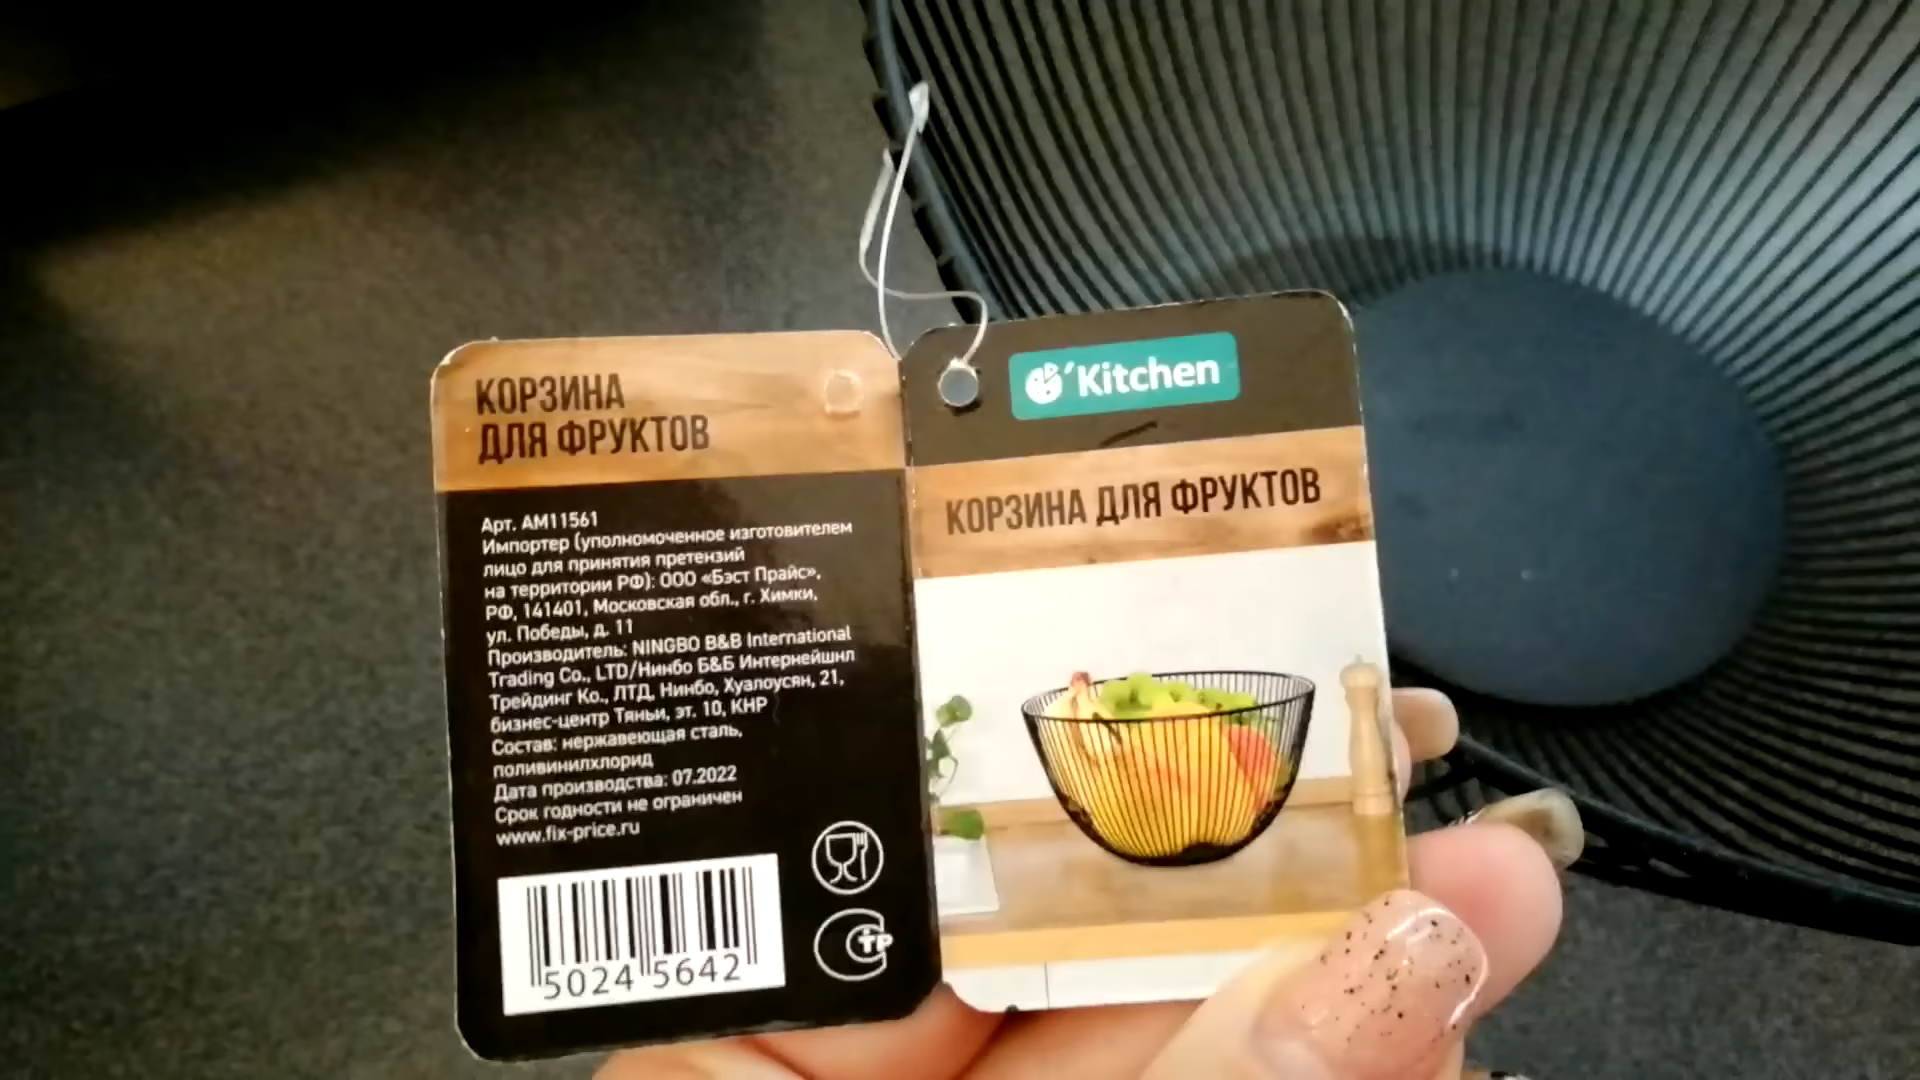 КОРЗИНА
ДЛЯ ФРУКТОВ
Арт. АМ11561
Импортер (уполномоченное изготовителем
лицо для принятия претензий
на территории РФ): ООО «Бэст Прайс»,
РФ, 141401, Московская обл., г. Химки,
ул. Победы, д. 11
Производитель: NINGBO B&B International
Trading Co., LTD/Нинбо Б&Б Интернейшнл
Трейдинг Ко., ЛТД, Нинбо, Хуалоусян, 21,
бизнес-центр Тяньи, эт. 10, КНР
Состав: нержавеющая сталь,
поливинилхлорид
Дата производства: 07.2022
Срок годности не ограничен
www.fix-price.ru
5024 5642
СТР
´Kitchen
КОРЗИНА ДЛЯ ФРУКТОВ